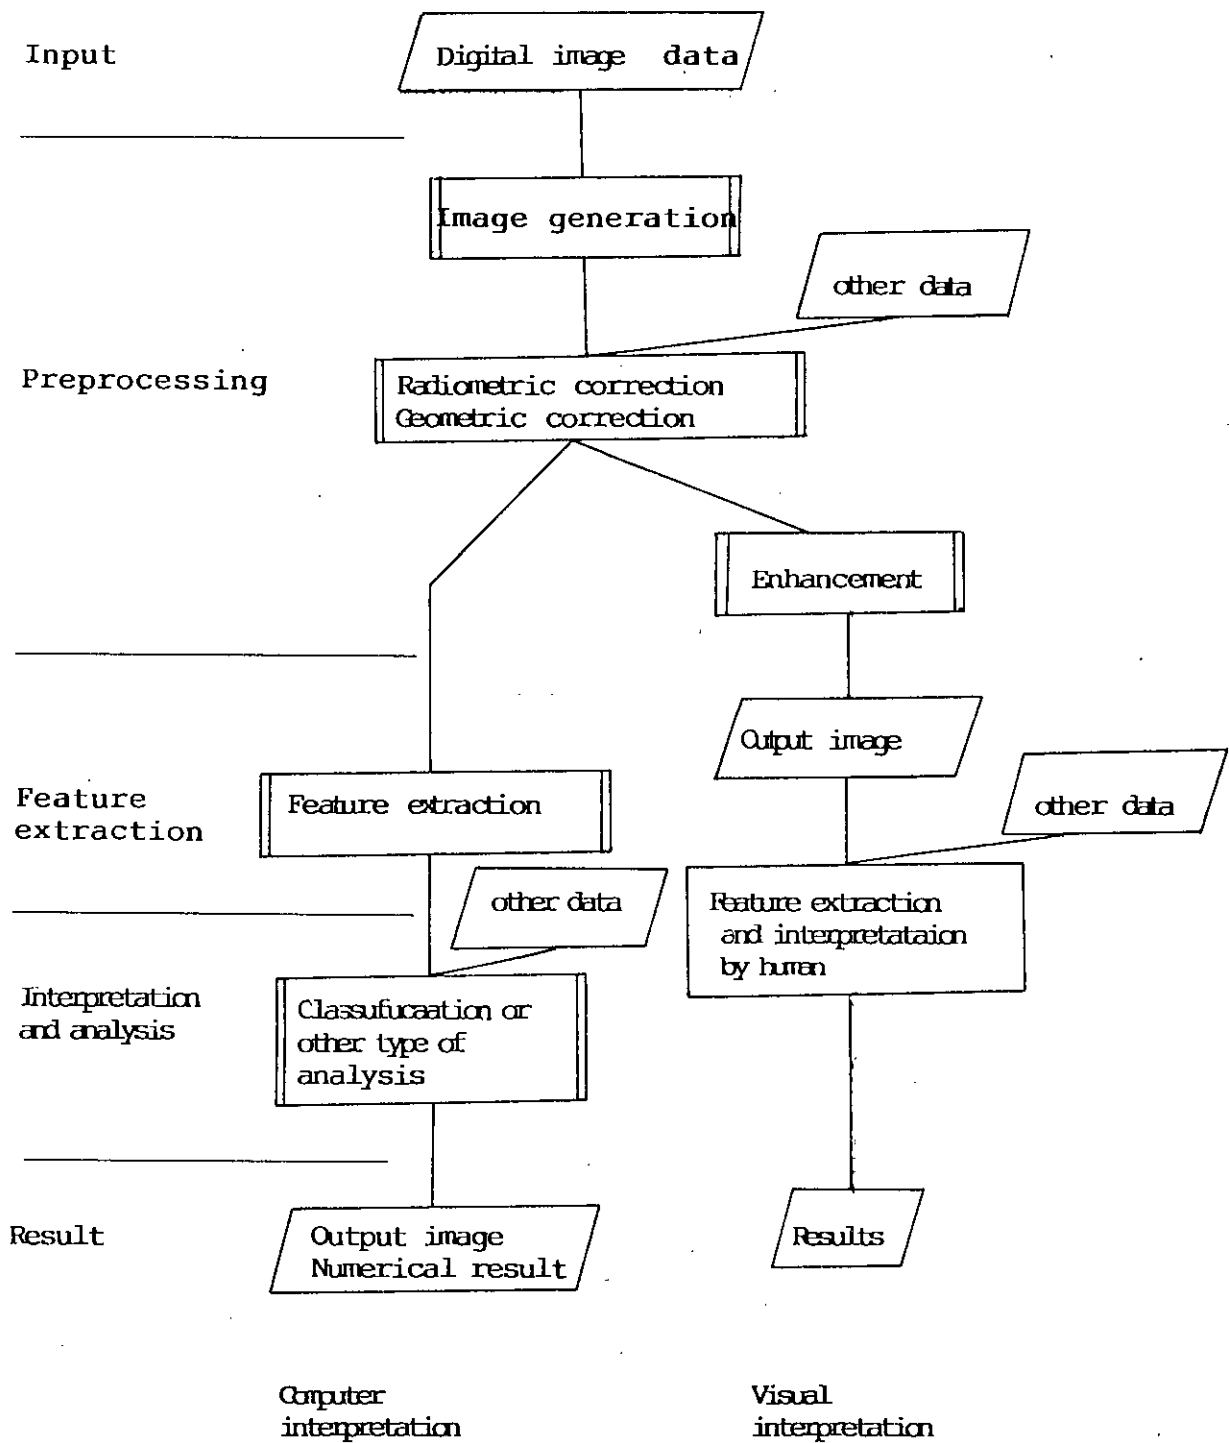 Input
Digital image data
Image generation
other data
Preprocessing
Radiometric correction
Geometric correction
Enhancement
Output image
Feature
extraction
Feature extraction
other data
other data
Feature extraction
and interpretataion
by human
Interpretation
and analysis
Classufucaation or
other type of
analysis
Result
Output image
Numerical result
Results
Computer
interpretation
Visual
interpretation